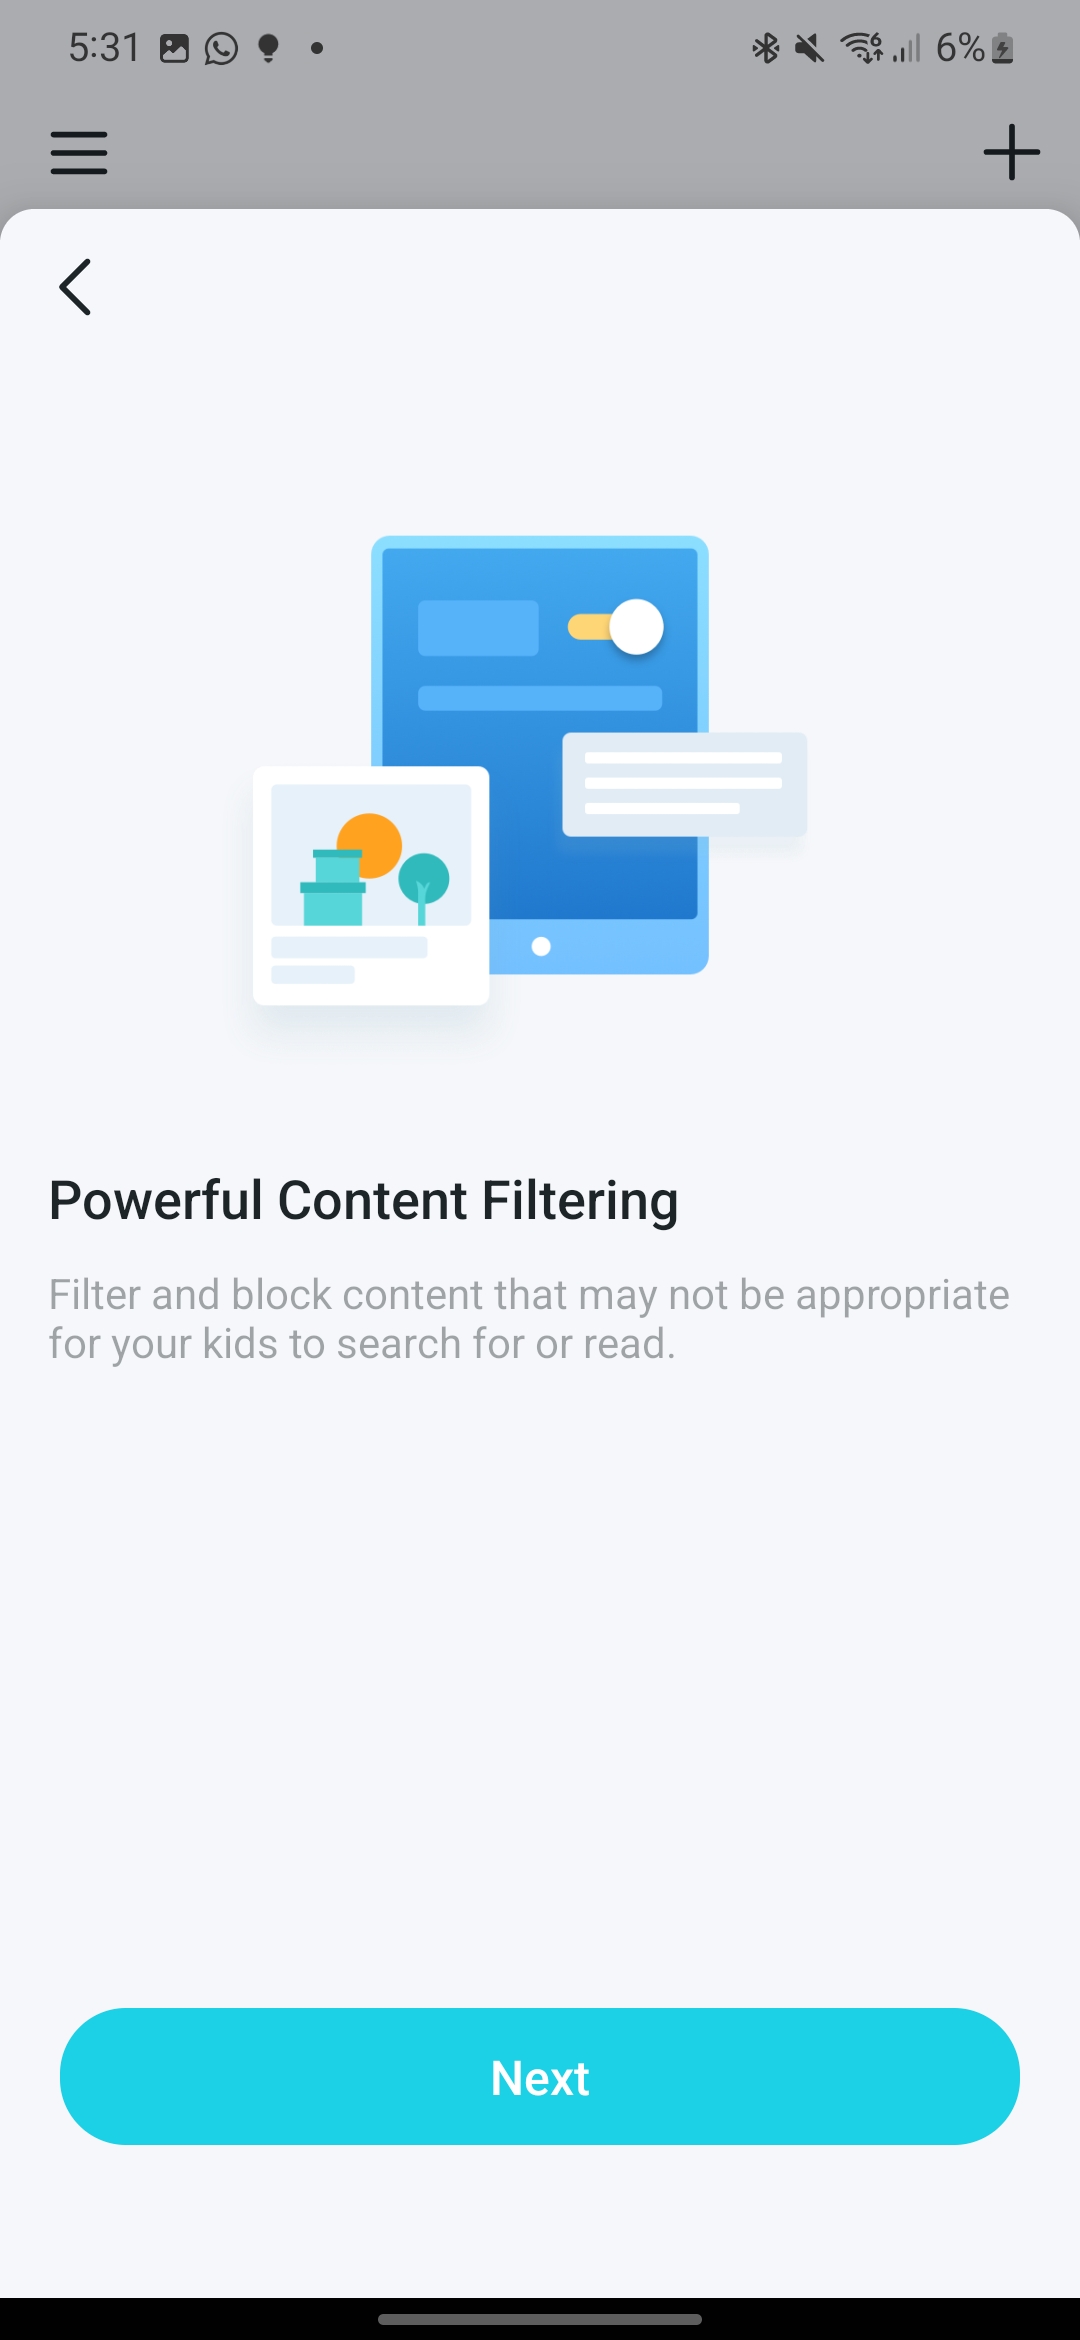 5:31 6%
Powerful Content Filtering
Filter and block content that may not be appropriate
for your kids to search for or read.
Next